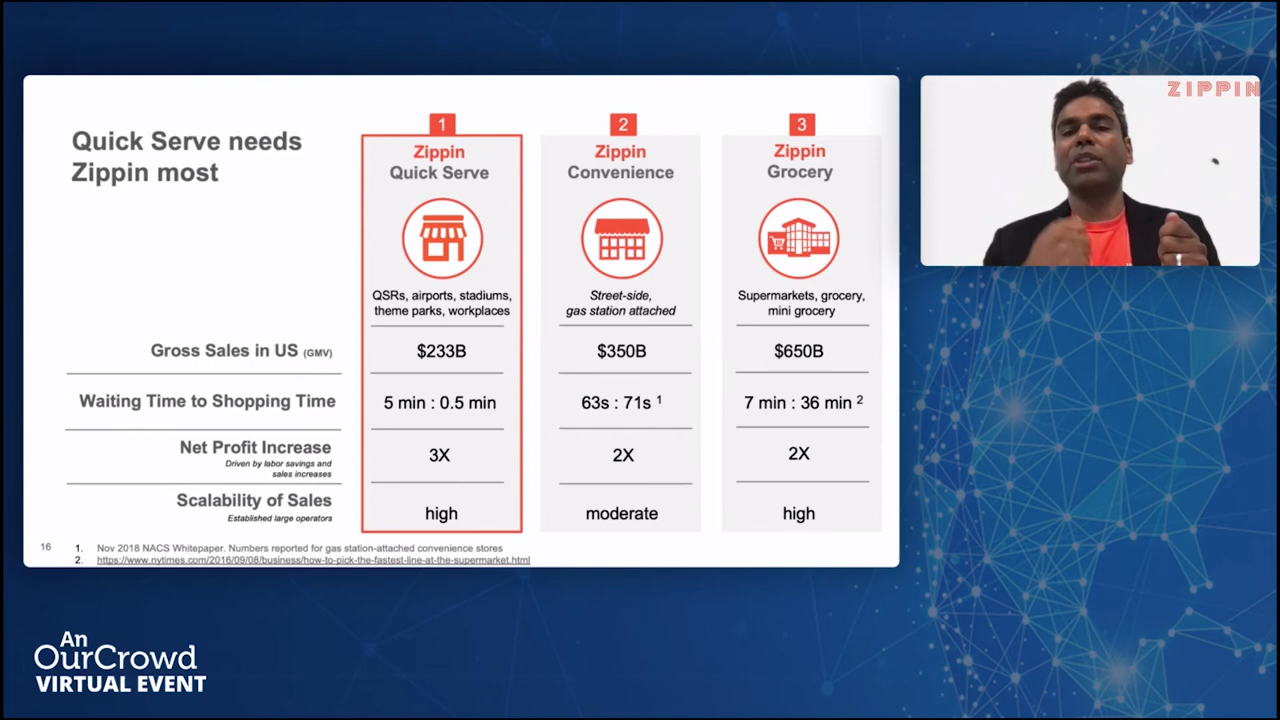 ZIPPIN
Quick Serve needs
Zippin most
1
Zippin
Quick Serve
2
Zippin
Convenience
3
Zippin
Grocery
QSRs, airports, stadiums,
theme parks, workplaces
Street-side,
gas station attached
Supermarkets, grocery,
mini grocery
Gross Sales in US (GMV)
$233B
$350B
$650B
Waiting Time to Shopping Time
5 min : 0.5 min
63s : 71s 1
7 min : 36 min 2
Net Profit Increase
Driven by labor savings and
sales increases
3X
2X
2X
Scalability of Sales
Established large operators
high
moderate
high
16
1. Nov 2018 NACS Whitepaper. Numbers reported for gas station-attached convenience stores
2. https://www.nytimes.com/2016/09/08/business/how-to-pick-the-fastest-line-at-the-supermarket.html
An
OurCrowd
VIRTUAL EVENT